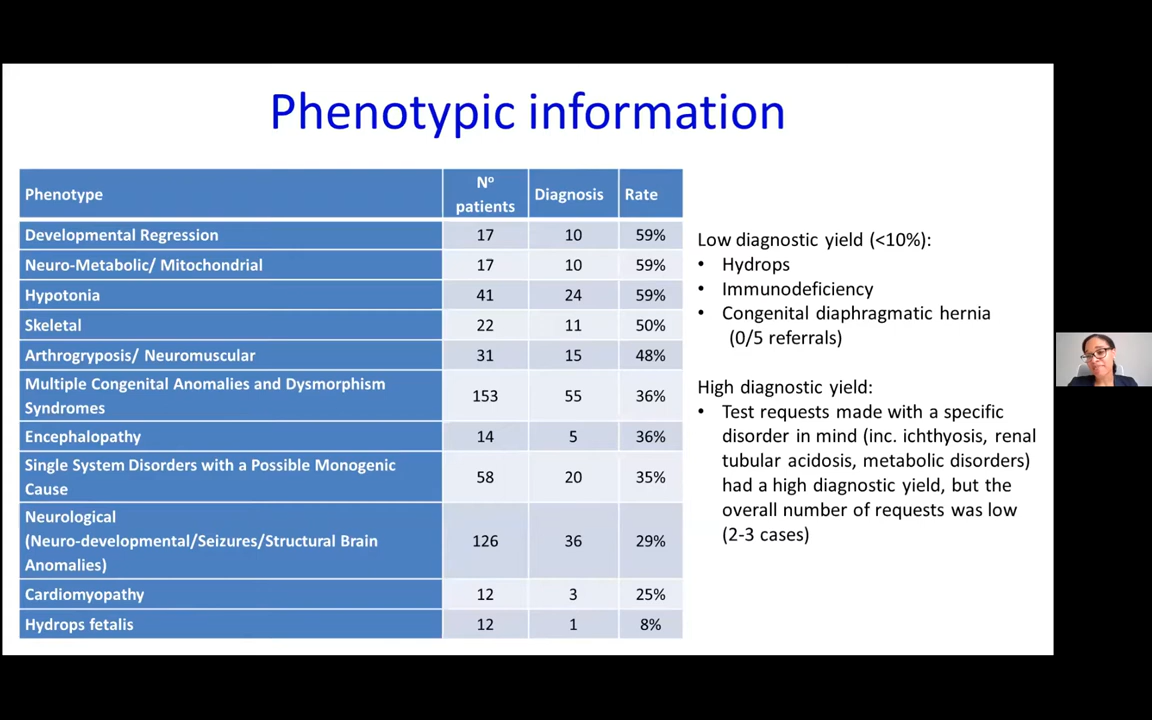 Phenotypic information
Phenotype Nº patients Diagnosis Rate
Developmental Regression 17 10 59%
Neuro-Metabolic/ Mitochondrial 17 10 59%
Hypotonia 41 24 59%
Skeletal 22 11 50%
Arthrogryposis/ Neuromuscular 31 15 48%
Multiple Congenital Anomalies and Dysmorphism
Syndromes 153 55 36%
Encephalopathy 14 5 36%
Single System Disorders with a Possible Monogenic
Cause 58 20 35%
Neurological
(Neuro-developmental/Seizures/Structural Brain
Anomalies) 126 36 29%
Cardiomyopathy 12 3 25%
Hydrops fetalis 12 1 8%
Low diagnostic yield (<10%):
• Hydrops
• Immunodeficiency
• Congenital diaphragmatic hernia
(0/5 referrals)
High diagnostic yield:
• Test requests made with a specific
disorder in mind (inc. ichthyosis, renal
tubular acidosis, metabolic disorders)
had a high diagnostic yield, but the
overall number of requests was low
(2-3 cases)